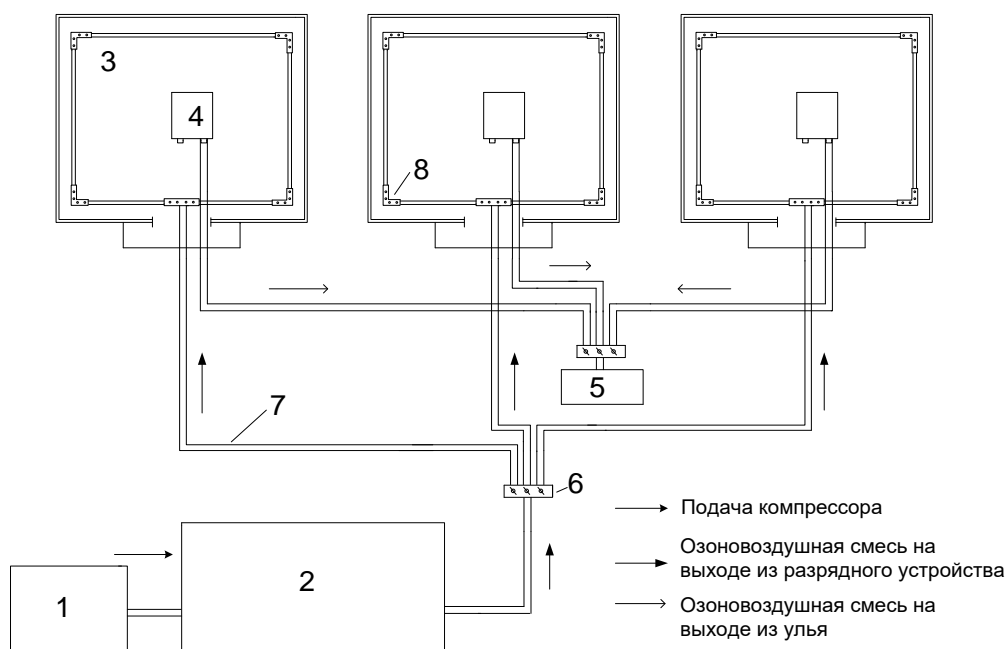 3
4
8
5
7
6
2
1
Подача компрессора
Озоновоздушная смесь на
выходе из разрядного устройства
Озоновоздушная смесь на
выходе из улья